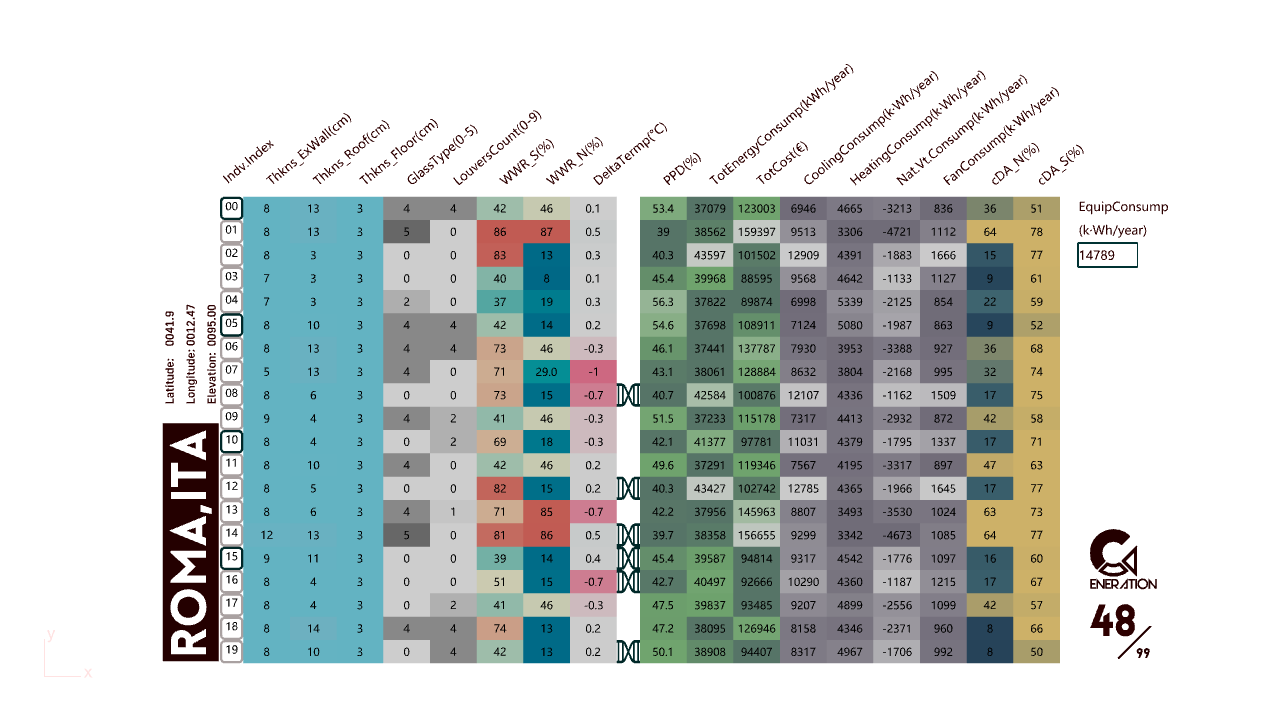 Indv.Index Thkns_ExWall(cm) Thkns_Roof(cm) Thkns_Floor(cm) GlassType(0-5) LouversCount(0-9) WWR_S(%) WWR_N(%) DeltaTermp(°C) PPD(%) TotEnergyConsump(kWh/year) TotCost(€) CoolingConsump(k·Wh/year) HeatingConsump(k·Wh/year) Nat.Vt.Consump(k·Wh/year) FanConsump(k·Wh/year) cDA_N(%) cDA_S(%)
00 8 13 3 4 4 42 46 0.1 53.4 37079 123003 6946 4665 -3213 836 36 51
01 8 13 3 5 0 86 87 0.5 39 38562 159397 9513 3306 -4721 1112 64 78
02 8 3 3 0 0 83 13 0.3 40.3 43597 101502 12909 4391 -1883 1666 15 77
03 7 3 3 0 0 40 8 0.1 45.4 39968 88595 9568 4642 -1133 1127 9 61
04 7 3 3 2 0 37 19 0.3 56.3 37822 89874 6998 5339 -2125 854 22 59
05 8 10 3 4 4 42 14 0.2 54.6 37698 108911 7124 5080 -1987 863 9 52
06 8 13 3 4 4 73 46 -0.3 46.1 37441 137787 7930 3953 -3388 927 36 68
07 5 13 3 4 0 71 29.0 -1 43.1 38061 128884 8632 3804 -2168 995 32 74
08 8 6 3 0 0 73 15 -0.7 40.7 42584 100876 12107 4336 -1162 1509 17 75
09 9 4 3 4 2 41 46 -0.3 51.5 37233 115178 7317 4413 -2932 872 42 58
10 8 4 3 0 2 69 18 -0.3 42.1 41377 97781 11031 4379 -1795 1337 17 71
11 8 10 3 4 0 42 46 0.2 49.6 37291 119346 7567 4195 -3317 897 47 63
12 8 5 3 0 0 82 15 0.2 40.3 43427 102742 12785 4365 -1966 1645 17 77
13 8 6 3 4 1 71 85 -0.7 42.2 37956 145963 8807 3493 -3530 1024 63 73
14 12 13 3 5 0 81 86 0.5 39.7 38358 156655 9299 3342 -4673 1085 64 77
15 9 11 3 0 0 39 14 0.4 45.4 39587 94814 9317 4542 -1776 1097 16 60
16 8 4 3 0 0 51 15 -0.7 42.7 40497 92666 10290 4360 -1187 1215 17 67
17 8 4 3 0 2 41 46 -0.3 47.5 39837 93485 9207 4899 -2556 1099 42 57
18 8 14 3 4 4 74 13 0.2 47.2 38095 126946 8158 4346 -2371 960 8 66
19 8 10 3 0 4 42 13 0.2 50.1 38908 94407 8317 4967 -1706 992 8 50
EquipConsump
(k·Wh/year)
14789
Latitude: 0041.9
Longitude: 0012.47
Elevation: 0095.00
ROMA,ITA
y
x
ENERATION
48/99